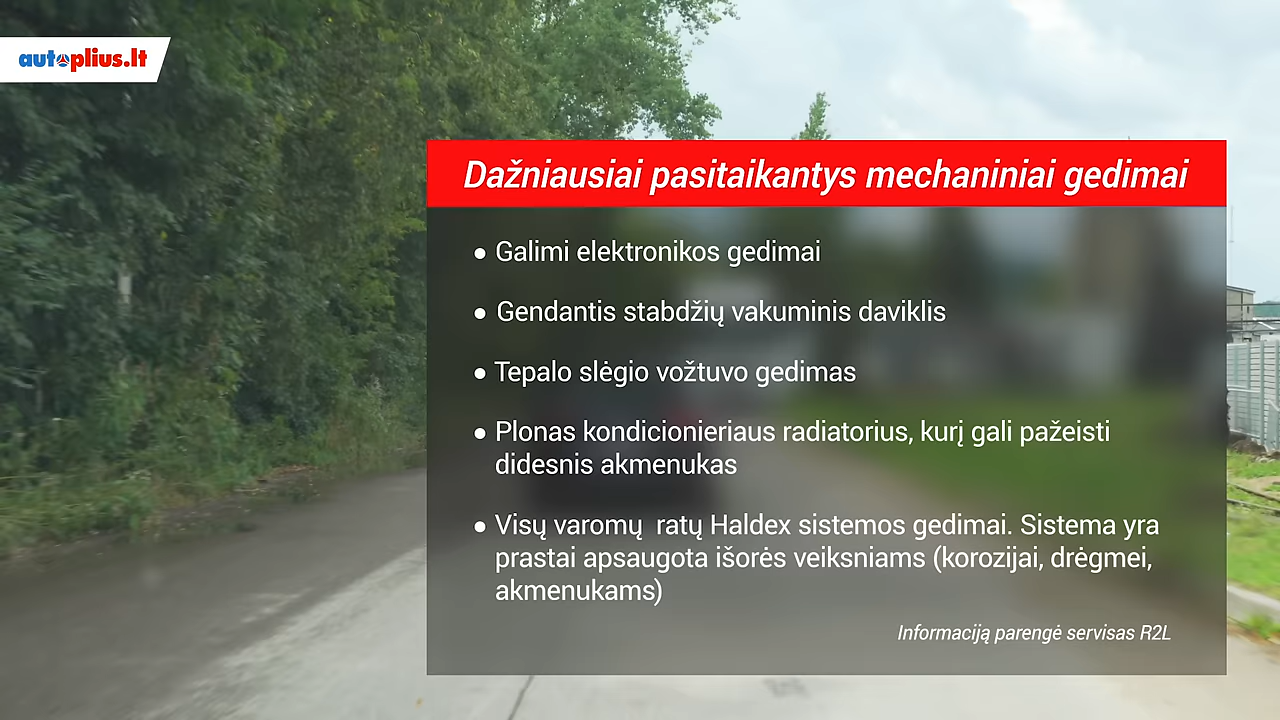 autoplius.lt
Dažniausiai pasitaikantys mechaniniai gedimai
• Galimi elektronikos gedimai
• Gendantis stabdžių vakuminis daviklis
• Tepalo slėgio vožtuvo gedimas
• Plonas kondicionieriaus radiatorius, kurį gali pažeisti
didesnis akmenukas
• Visų varomų ratų Haldex sistemos gedimai. Sistema yra
prastai apsaugota išorės veiksniams (korozijai, drėgmei,
akmenukams)
Informaciją parengė servisas R2L